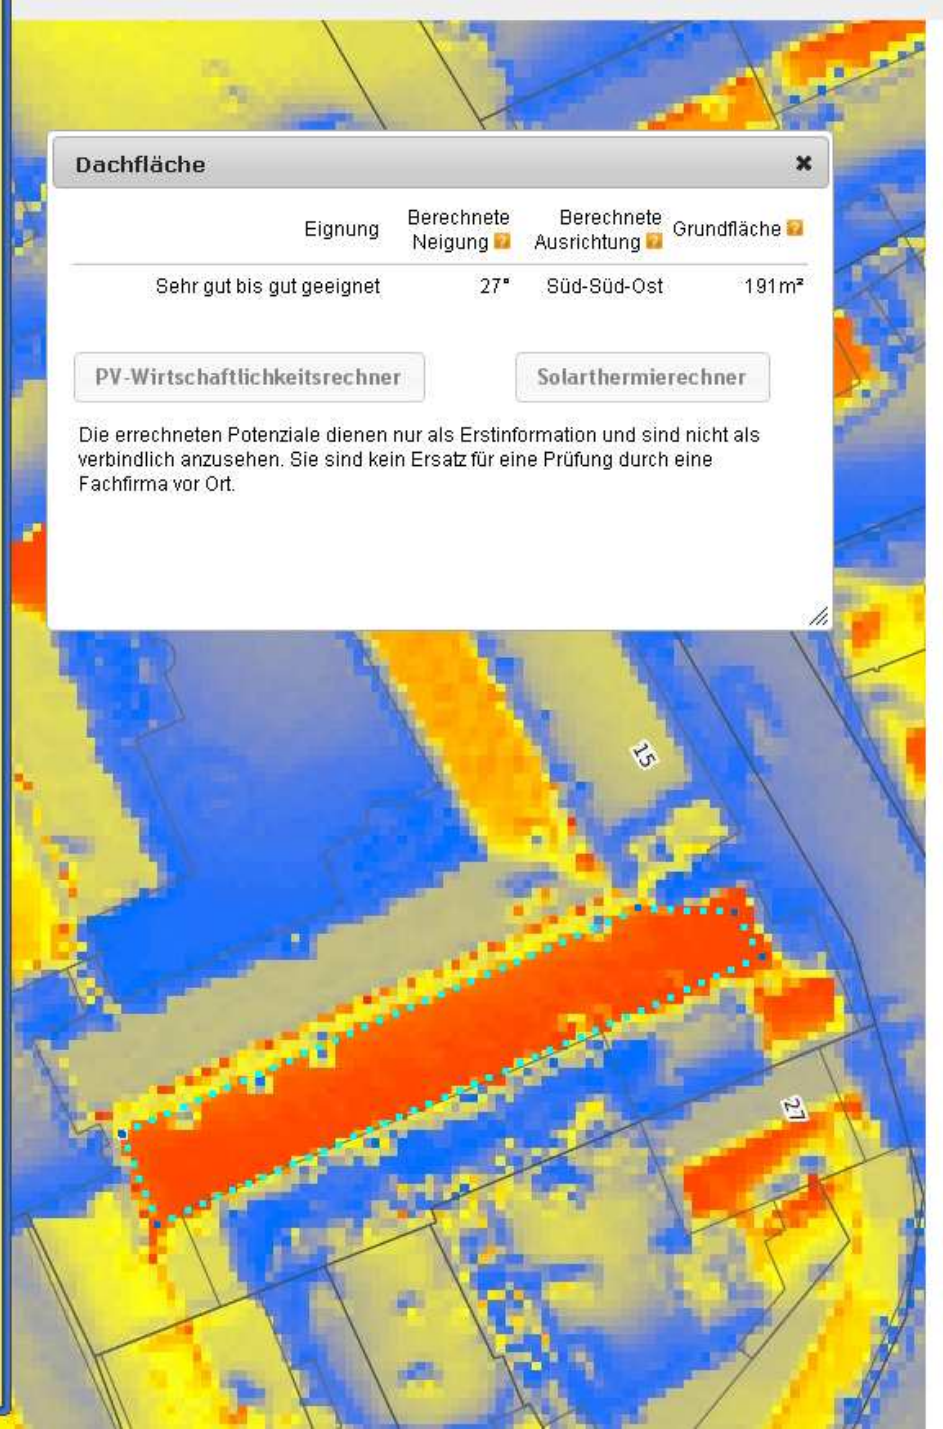 Dachfläche
Eignung
Berechnete
Neigung ?
Berechnete
Ausrichtung ?
Grundfläche ?
Sehr gut bis gut geeignet 27° Süd-Süd-Ost 191m²
PV-Wirtschaftlichkeitsrechner
Solarthermierechner
Die errechneten Potenziale dienen nur als Erstinformation und sind nicht als
verbindlich anzusehen. Sie sind kein Ersatz für eine Prüfung durch eine
Fachfirma vor Ort.
15
27